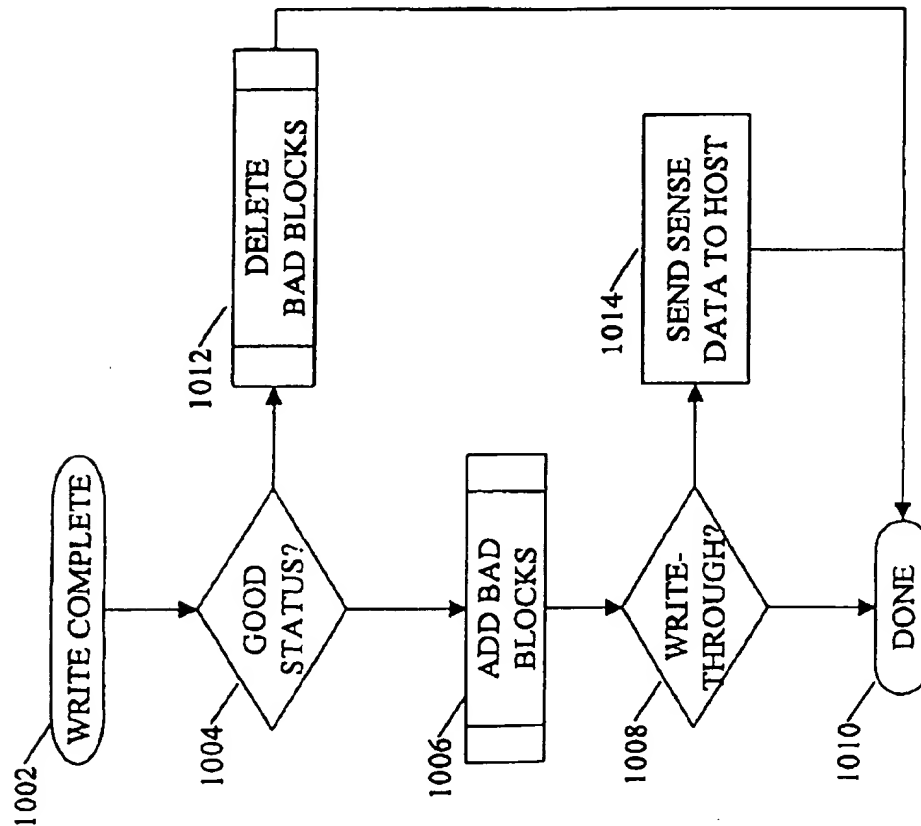 1002
WRITE COMPLETE
1004
GOOD
STATUS?
1012
DELETE
BAD BLOCKS
1006
ADD BAD
BLOCKS
1008
WRITE-
THROUGH?
1014
SEND SENSE
DATA TO HOST
1010
DONE